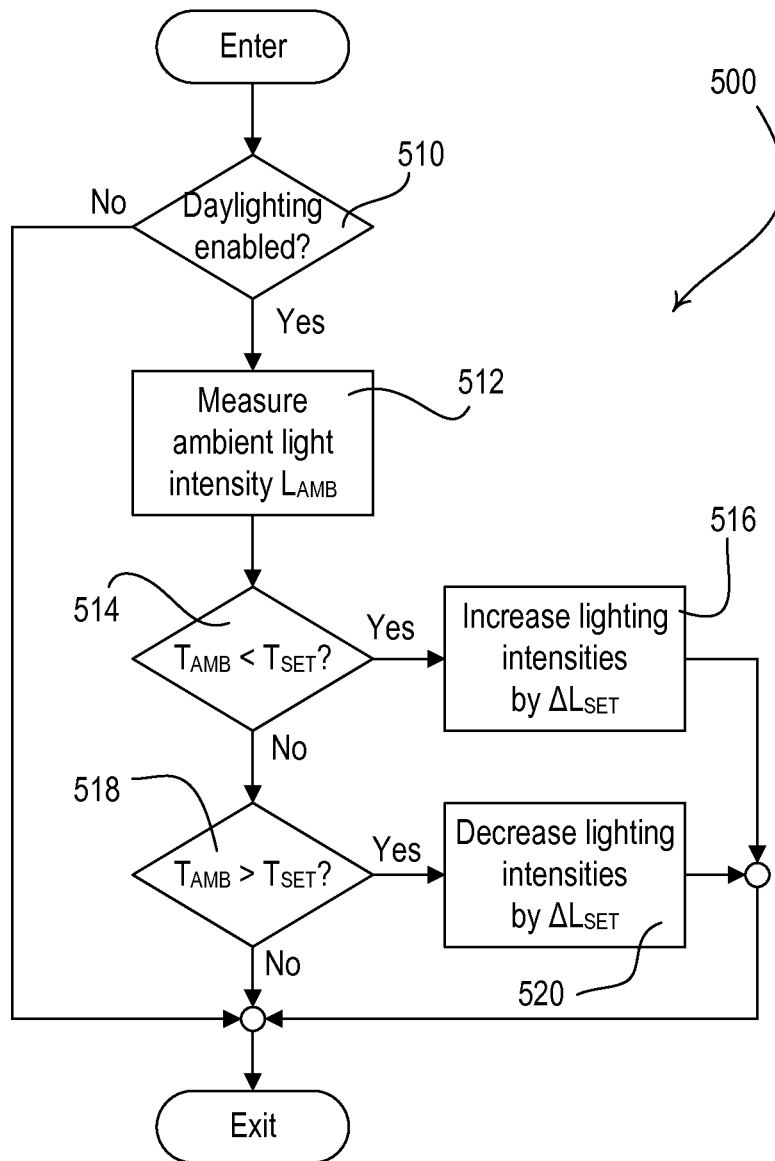 Enter
500
510
No
Daylighting
enabled?
Yes
512
Measure
ambient light
intensity LAMB
516
514
Yes
Increase lighting
intensities
by ΔLSET
TAMB < TSET?
No
518
Yes
Decrease lighting
intensities
by ΔLSET
TAMB > TSET?
No
520
Exit